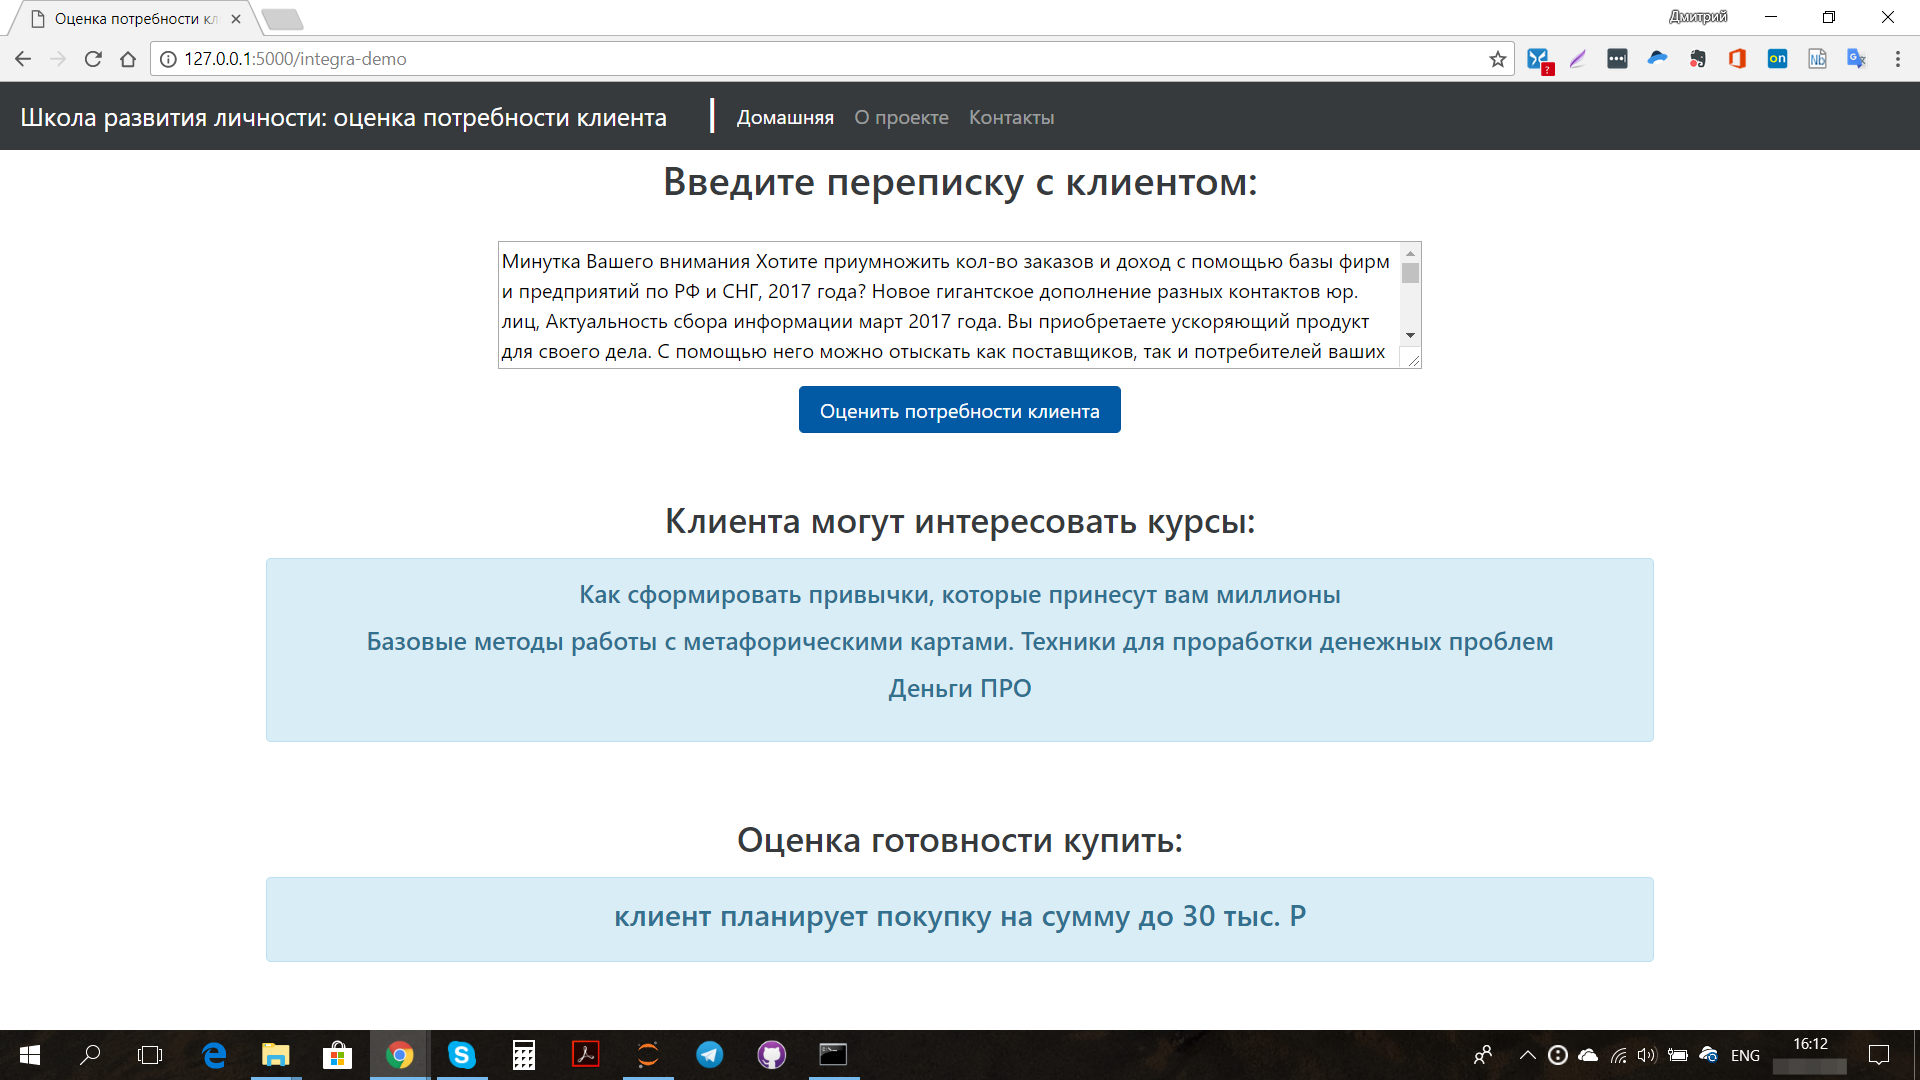 Оценка потребности кл
Дмитрий
127.0.0.1:5000/integra-demo
Школа развития личности: оценка потребности клиента
Домашняя
О проекте
Контакты
Введите переписку с клиентом:
Минутка Вашего внимания Хотите приумножить кол-во заказов и доход с помощью базы фирм
и предприятий по РФ и СНГ, 2017 года? Новое гигантское дополнение разных контактов юр.
лиц, Актуальность сбора информации март 2017 года. Вы приобретаете ускоряющий продукт
для своего дела. С помощью него можно отыскать как поставщиков, так и потребителей ваших
Оценить потребности клиента
Клиента могут интересовать курсы:
Как сформировать привычки, которые принесут вам миллионы
Базовые методы работы с метафорическими картами. Техники для проработки денежных проблем
Деньги ПРО
Оценка готовности купить:
клиент планирует покупку на сумму до 30 тыс. Р
ENG
16:12